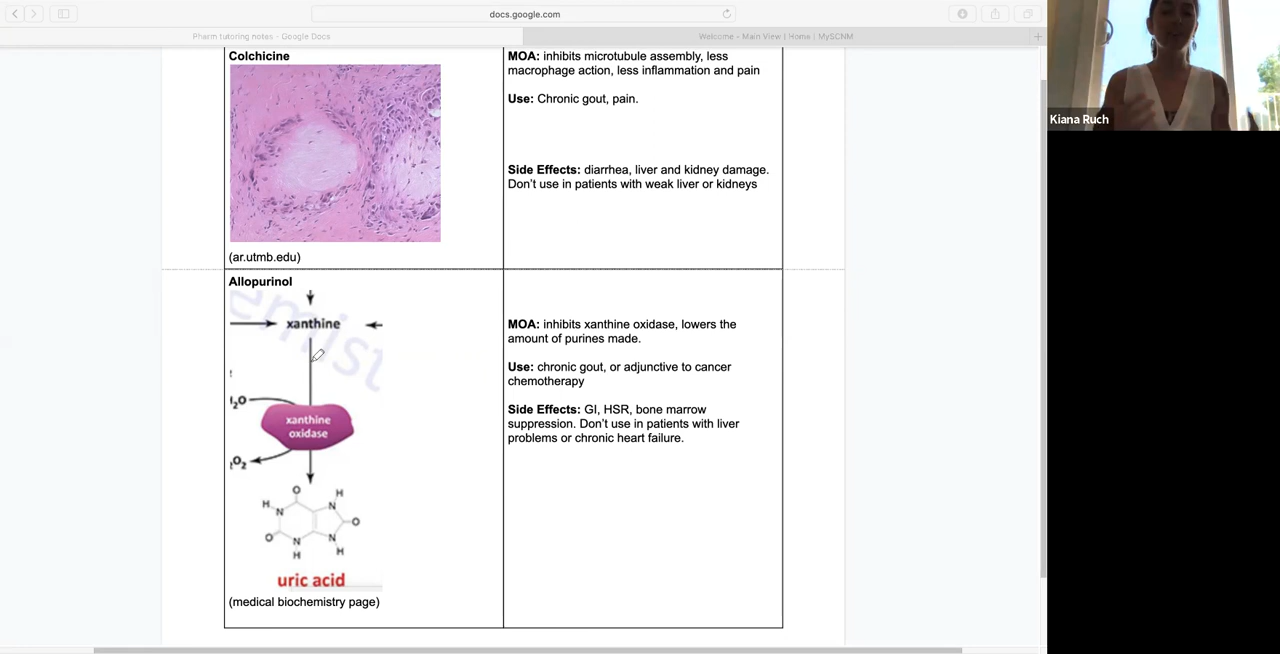 docs.google.com
Pharm tutoring notes - Google Docs
Welcome - Main View | Home | MySCNM
Kiana Ruch
Colchicine
(ar.utmb.edu)
MOA: inhibits microtubule assembly, less
macrophage action, less inflammation and pain
Use: Chronic gout, pain.
Side Effects: diarrhea, liver and kidney damage.
Don't use in patients with weak liver or kidneys
Allopurinol
emist
xanthine
H₂O
xanthine
oxidase
O₂
O
H
H
N
N
O
O
N
N
H
H
uric acid
(medical biochemistry page)
MOA: inhibits xanthine oxidase, lowers the
amount of purines made.
Use: chronic gout, or adjunctive to cancer
chemotherapy
Side Effects: GI, HSR, bone marrow
suppression. Don't use in patients with liver
problems or chronic heart failure.